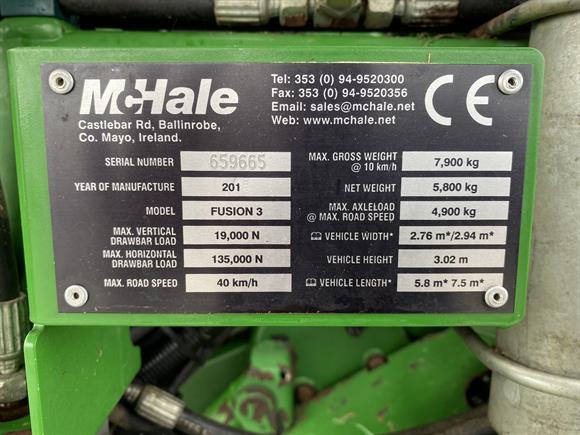 McHale
Castlebar Rd, Ballinrobe,
Co. Mayo, Ireland.
Tel: 353 (0) 94-9520300
Fax: 353 (0) 94-9520356
Email: sales@mchale.net
Web: www.mchale.net
CE
SERIAL NUMBER 659665
YEAR OF MANUFACTURE 201
MODEL FUSION 3
MAX. VERTICAL
DRAWBAR LOAD 19,000 N
MAX. HORIZONTAL
DRAWBAR LOAD 135,000 N
MAX. ROAD SPEED 40 km/h
MAX. GROSS WEIGHT
@ 10 km/h 7,900 kg
NET WEIGHT 5,800 kg
MAX. AXLELOAD
@ MAX. ROAD SPEED 4,900 kg
VEHICLE WIDTH* 2.76 m*/2.94 m*
VEHICLE HEIGHT 3.02 m
VEHICLE LENGTH* 5.8 m* 7.5 m*